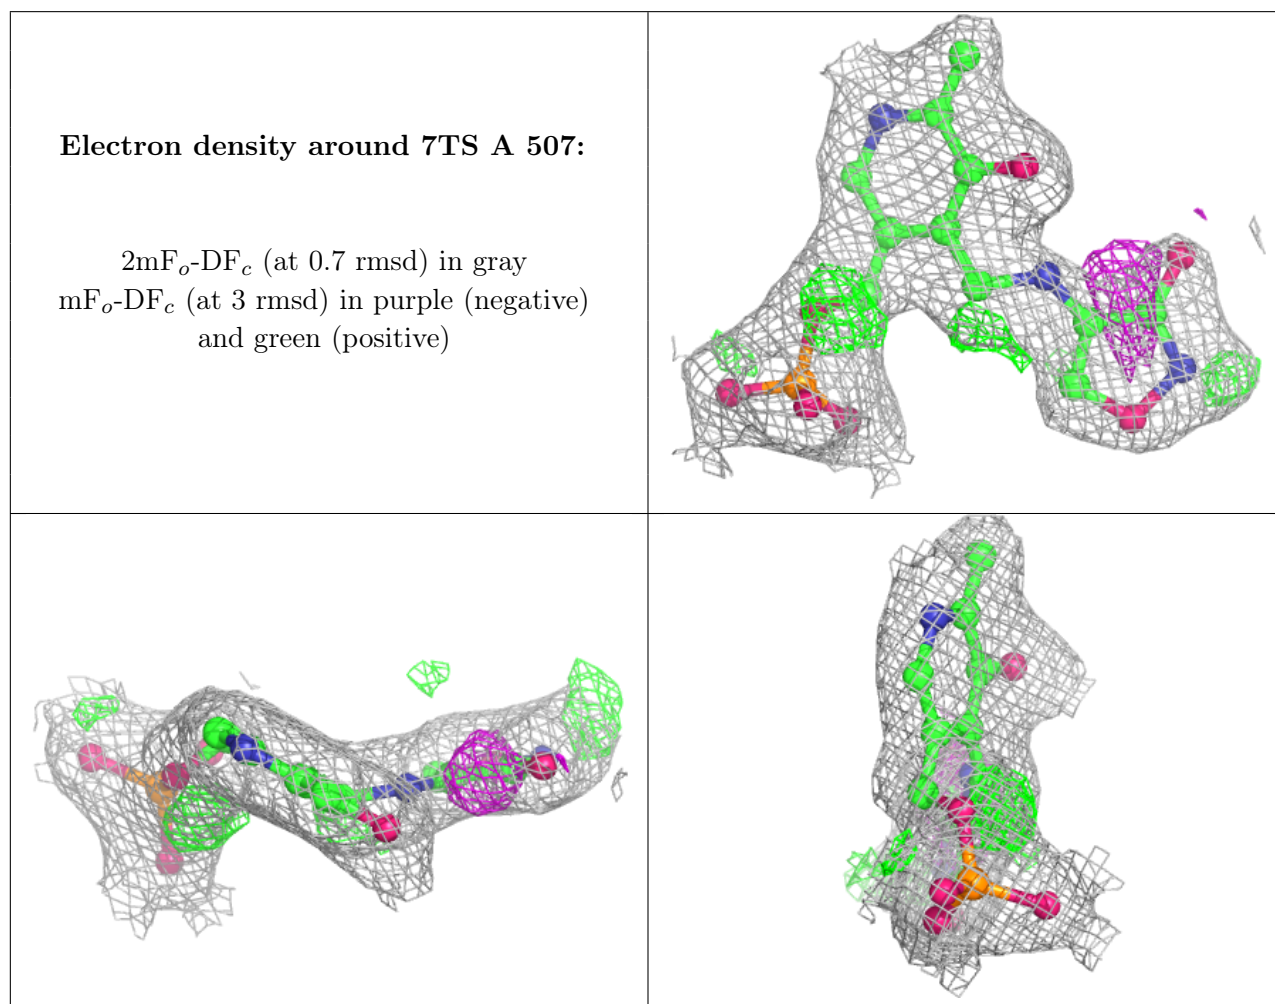 Electron density around 7TS A 507:
2mFo-DFc (at 0.7 rmsd) in gray
mFo-DFc (at 3 rmsd) in purple (negative)
and green (positive)